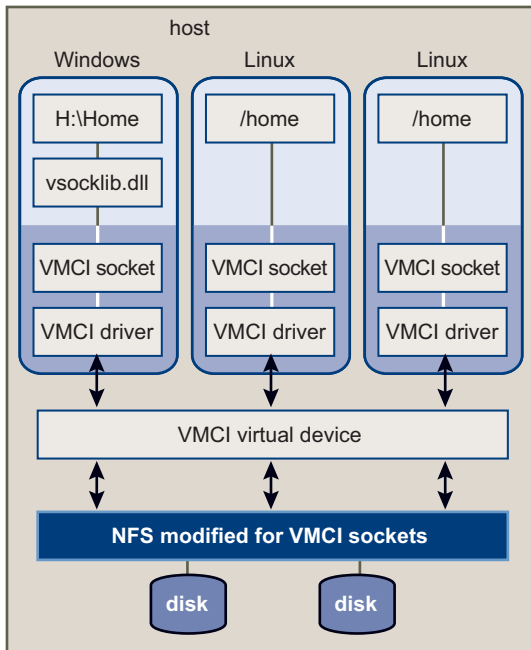 host
Windows
Linux
Linux
H:\Home
/home
/home
vsocklib.dll
VMCI socket
VMCI socket
VMCI socket
VMCI driver
VMCI driver
VMCI driver
VMCI virtual device
NFS modified for VMCI sockets
disk
disk